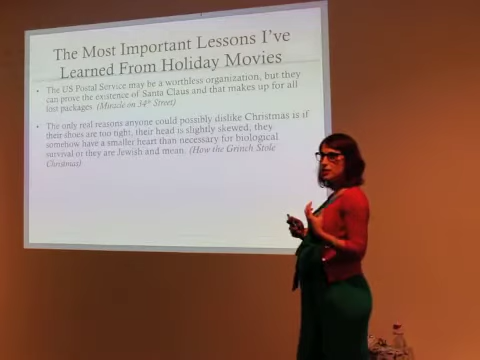 The Most Important Lessons I've
Learned From Holiday Movies
• The US Postal Service may be a worthless organization, but they
can prove the existence of Santa Claus and that makes up for all
lost packages. (Miracle on 34th Street)
• The only real reasons anyone could possibly dislike Christmas is if
their shoes are too tight, their head is slightly skewed, they
somehow have a smaller heart than necessary for biological
survival or they are Jewish and mean. (How the Grinch Stole
Christmas)